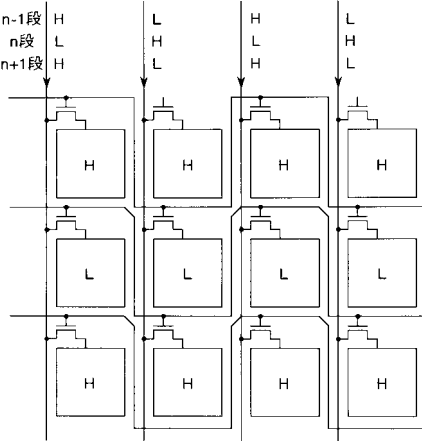 n-1段 H L H L
n段 L H L H
n+1段 H L H L
H H H H
L L L L
H H H H